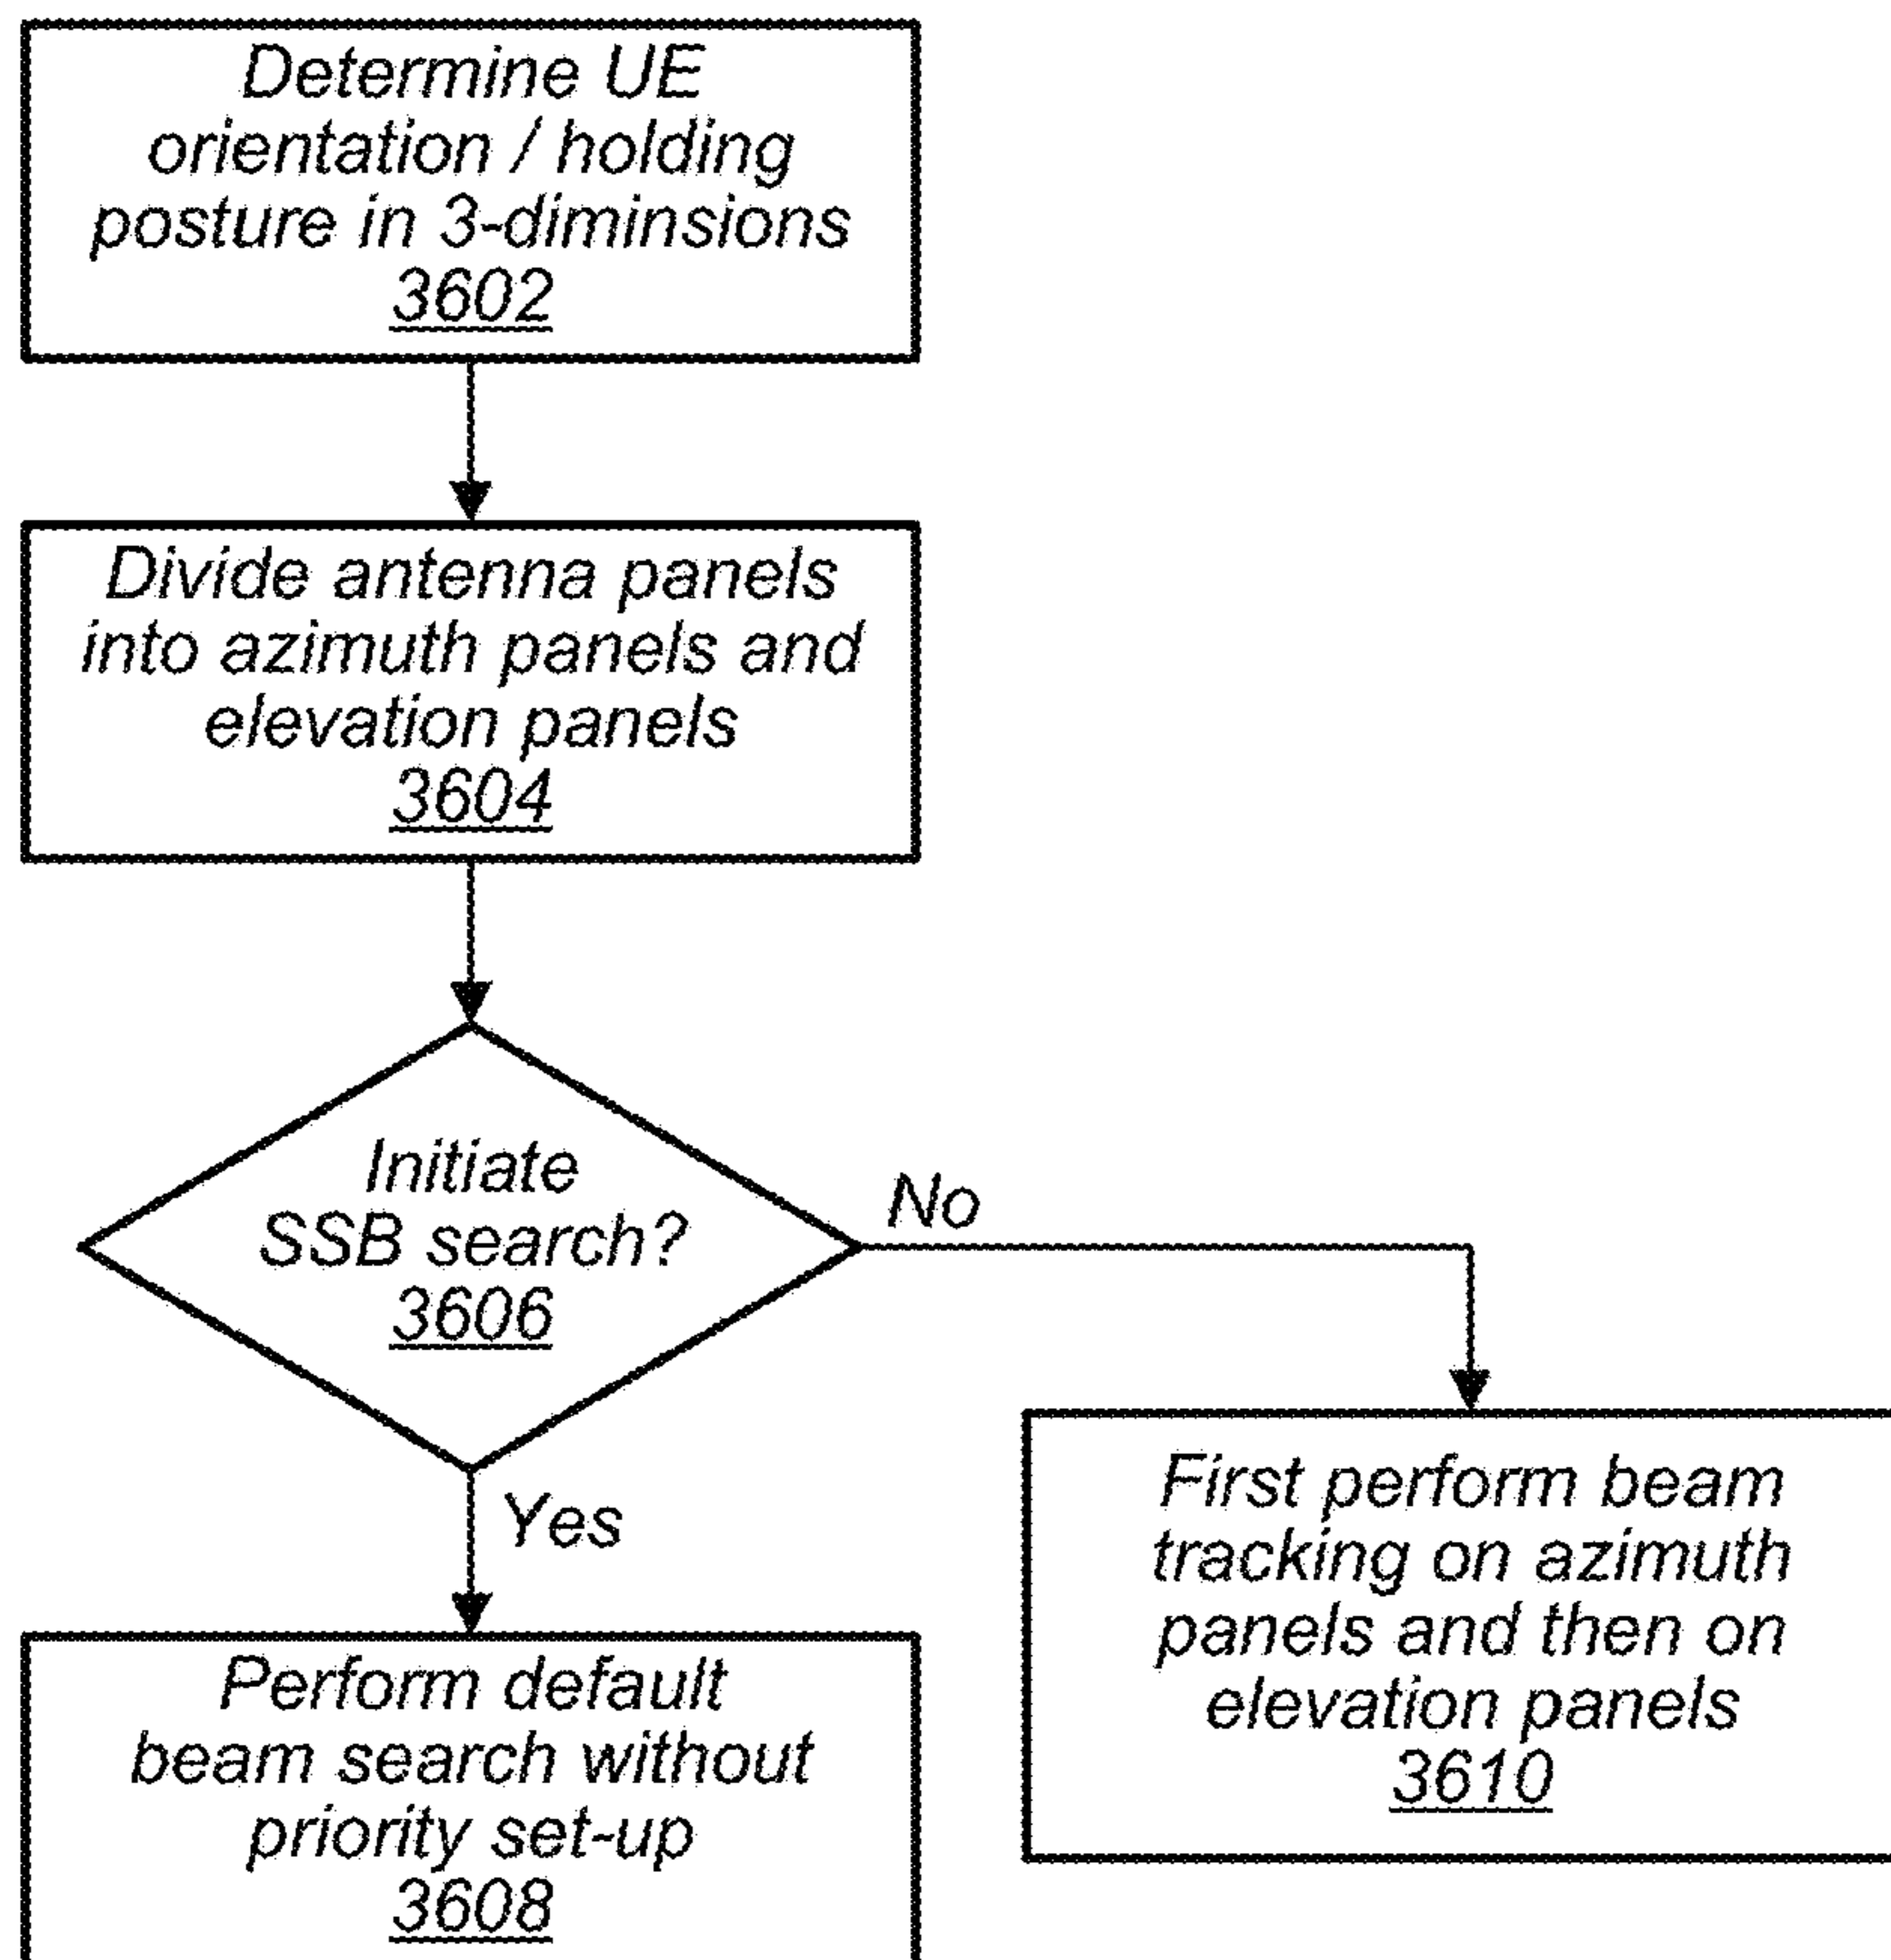 Determine UE
orientation / holding
posture in 3-diminsions
3602
Divide antenna panels
into azimuth panels and
elevation panels
3604
Initiate
SSB search?
3606
No
Yes
Perform default
beam search without
priority set-up
3608
First perform beam
tracking on azimuth
panels and then on
elevation panels
3610